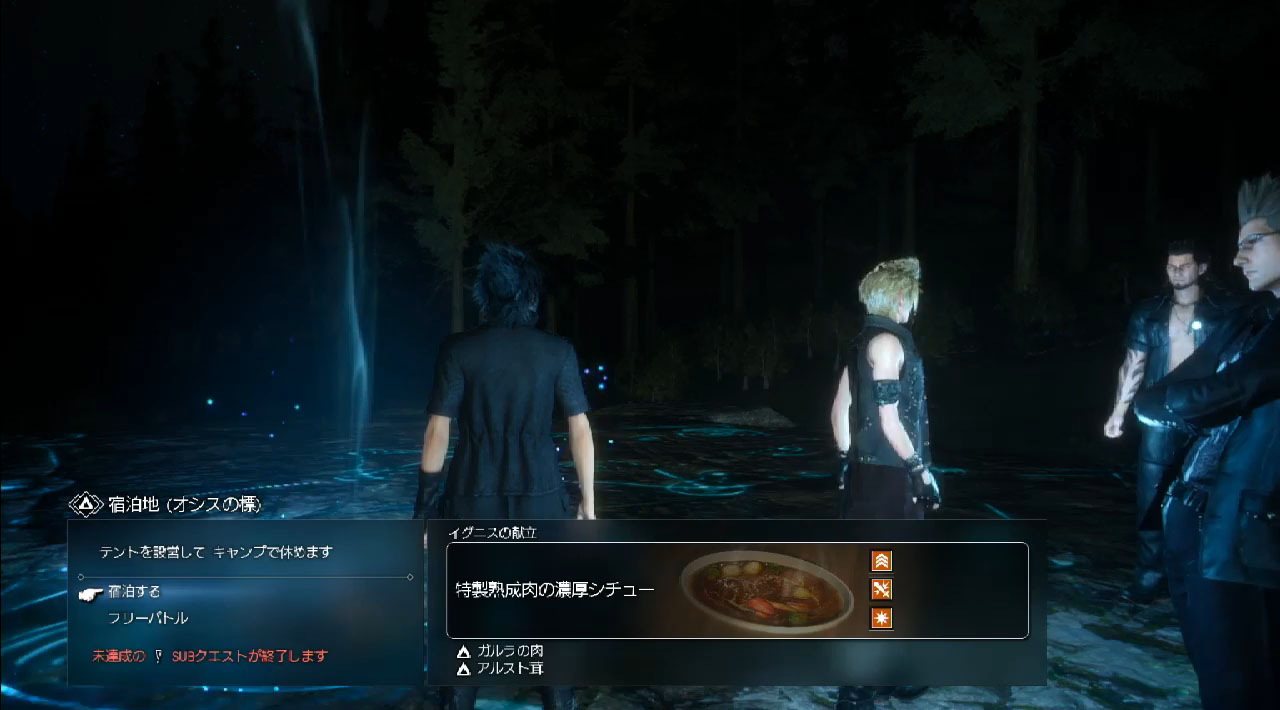 宿泊地 (オシスの標)
テントを設営して キャンプで休めます
宿泊する
フリーバトル
未達成の SUBクエストが終了します
イグニスの献立
特製熟成肉の濃厚シチュー
ガルラの肉
アルスト茸